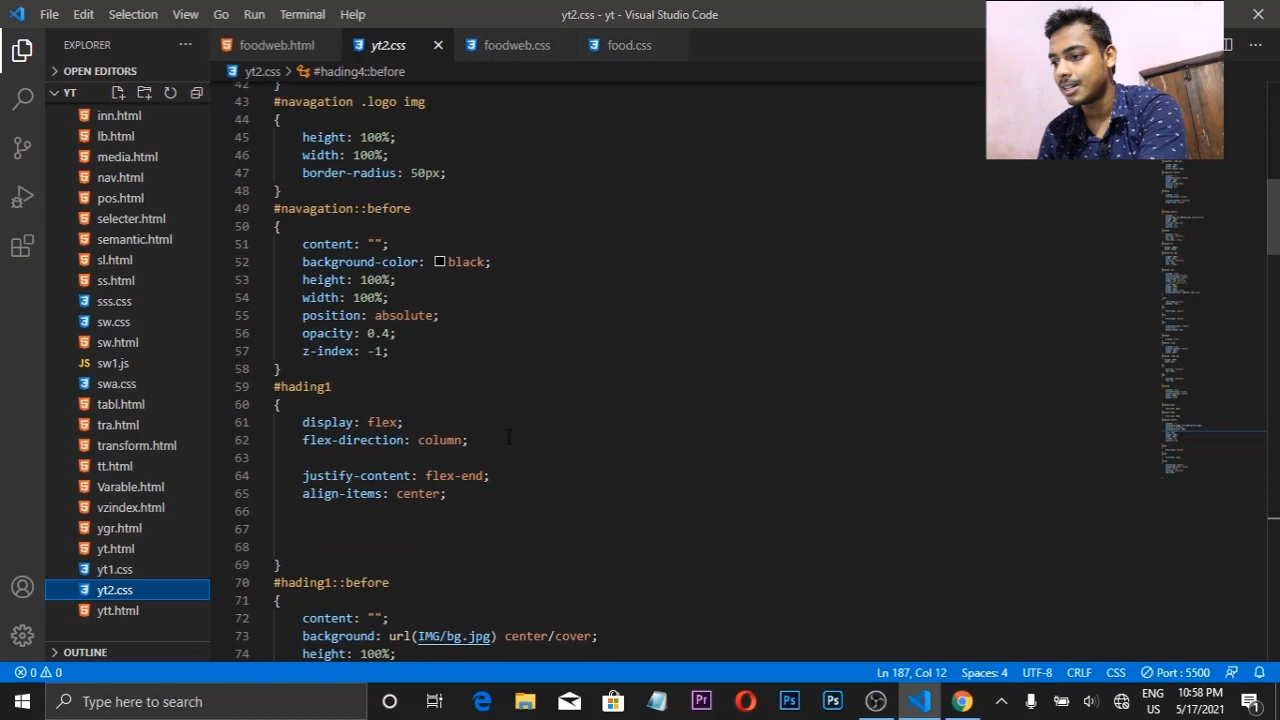 File Edit Selection View Go Run Terminal Help
yt2.css - yt - Visual Studio Code
EXPLORER
foodweb.html
yt2.css
foodweb.css
food.css
OPEN EDITORS
yt2.css > #hading4::before
YT
inn.html
lb.html
media.html
nav.html
pos.html
selecter.html
semantic.html
sl.html
ss.html
sss.css
sw.css
sw.html
JS sw1.js
swa.css
tabl.html
tra.html
transform.html
tt.html
Varable.html
vzindex.html
ygr.html
yt.html
yt1.css
yt2.css
ytt.html
OUTLINE
42 }
43 #navagation .logo img
44 {
45 height: 100%;
46 width: 100%;
47 border-radius: 50px;
48 }
49 #navagation::before
50 {
51 content: "";
52 background-color: black;
53 height: 100%;
54 width: 100%;
55 position: absolute;
56 opacity: 0.4;
57 z-index: -1;
58 }
59 #hading1
60 {
61 display: flex;
62 flex-direction: column;
63
64 justify-content: flex-end;
65 align-items: center;
66
67
68
69 }
70 #hading1::before
71 {
72 content: "";
73 background: url(IMG/bg.jpg) center/cover;
74 height: 100%;
0 0
Ln 187, Col 12 Spaces: 4 UTF-8 CRLF CSS Port : 5500
Type here to search
Pr
Ps
Ps
ENG
US
10:58 PM
5/17/2021
1